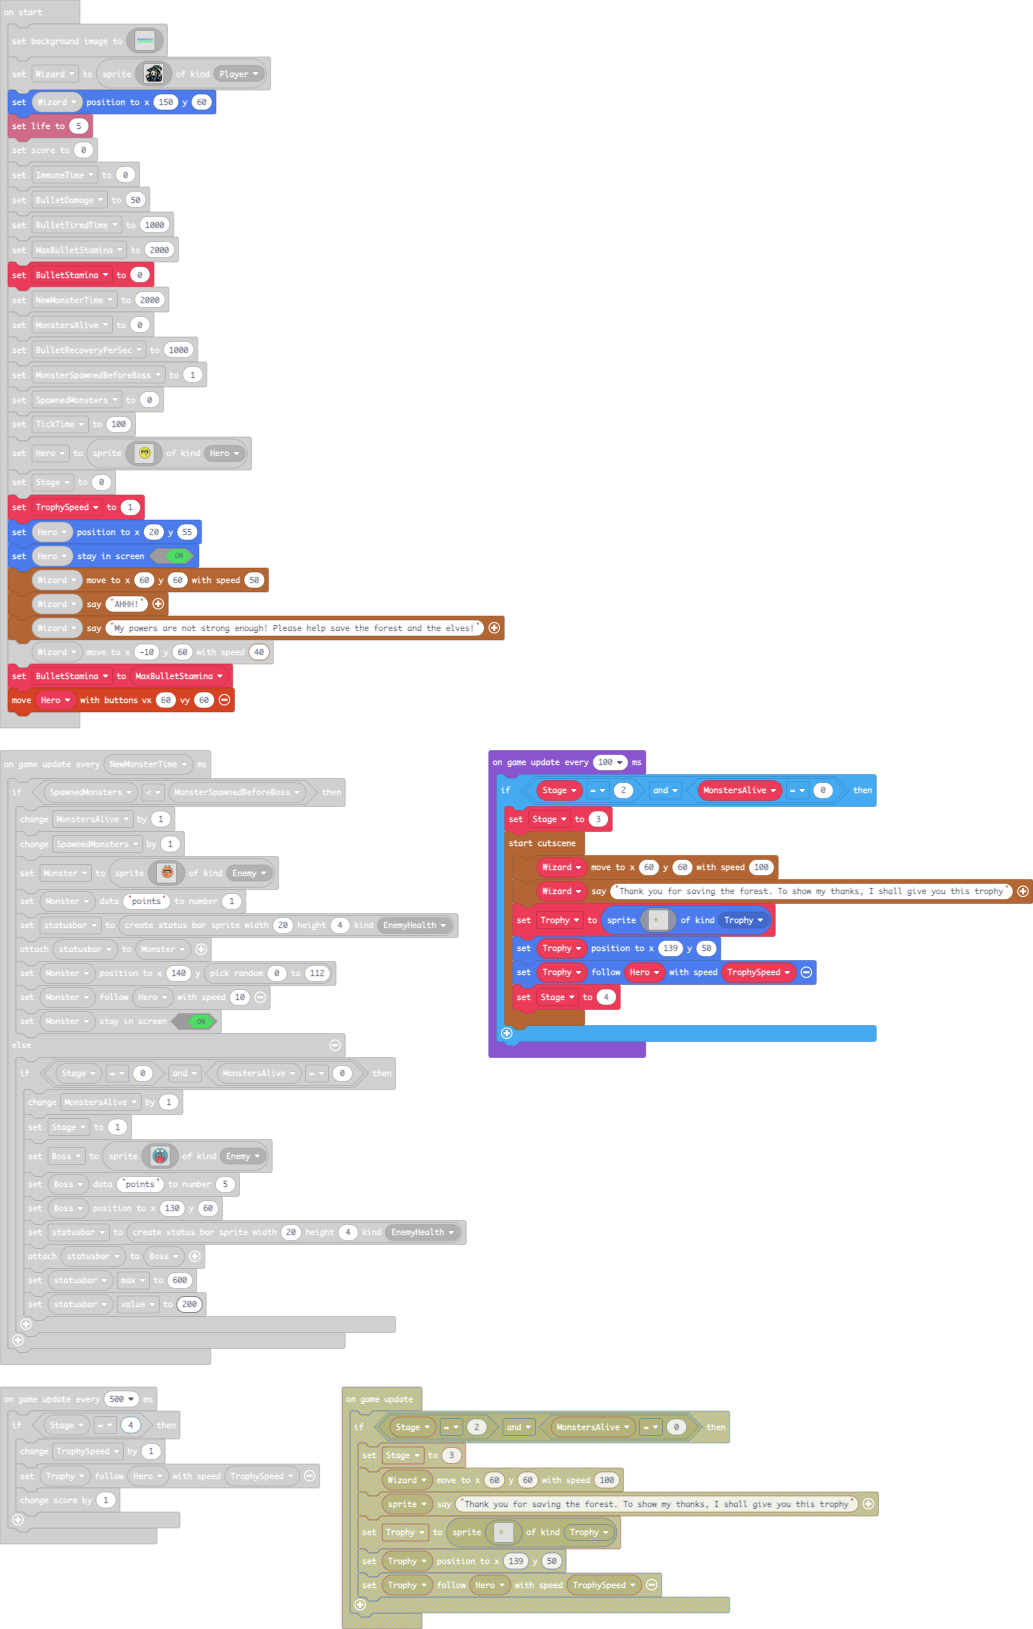 on start
set background image to
set Wizard to sprite of kind Player
set Wizard position to x 150 y 60
set life to 5
set score to 0
set ImmuneTime to 0
set BulletDamage to 50
set BulletTiredTime to 1000
set MaxBulletStamina to 2000
set BulletStamina to 0
set NewMonsterTime to 2000
set MonstersAlive to 0
set BulletRecoveryPerSec to 1000
set MonsterSpawnedBeforeBoss to 1
set SpawnedMonsters to 0
set TickTime to 100
set Hero to sprite of kind Hero
set Stage to 0
set TrophySpeed to 1
set Hero position to x 20 y 55
set Hero stay in screen ON
Wizard move to x 60 y 60 with speed 50
Wizard say "AHHH!"
Wizard say "My powers are not strong enough! Please help save the forest and the elves!"
Wizard move to x -10 y 60 with speed 40
set BulletStamina to MaxBulletStamina
move Hero with buttons vx 60 vy 60
on game update every NewMonsterTime ms
if SpawnedMonsters < MonsterSpawnedBeforeBoss then
change MonstersAlive by 1
change SpawnedMonsters by 1
set Monster to sprite of kind Enemy
set Monster data "points" to number 1
set statusbar to create status bar sprite width 20 height 4 kind EnemyHealth
attach statusbar to Monster
set Monster position to x 140 y pick random 0 to 112
set Monster follow Hero with speed 10
set Monster stay in screen ON
else
if Stage = 0 and MonstersAlive = 0 then
change MonstersAlive by 1
set Stage to 1
set Boss to sprite of kind Enemy
set Boss data "points" to number 5
set Boss position to x 130 y 60
set statusbar to create status bar sprite width 20 height 4 kind EnemyHealth
attach statusbar to Boss
set statusbar max to 600
set statusbar value to 200
on game update every 100 ms
if Stage = 2 and MonstersAlive = 0 then
set Stage to 3
start cutscene
Wizard move to x 60 y 60 with speed 100
Wizard say "Thank you for saving the forest. To show my thanks, I shall give you this trophy"
set Trophy to sprite of kind Trophy
set Trophy position to x 139 y 50
set Trophy follow Hero with speed TrophySpeed
set Stage to 4
on game update every 500 ms
if Stage = 4 then
change TrophySpeed by 1
set Trophy follow Hero with speed TrophySpeed
change score by 1
on game update
if Stage = 2 and MonstersAlive = 0 then
set Stage to 3
Wizard move to x 60 y 60 with speed 100
sprite say "Thank you for saving the forest. To show my thanks, I shall give you this trophy"
set Trophy to sprite of kind Trophy
set Trophy position to x 139 y 50
set Trophy follow Hero with speed TrophySpeed